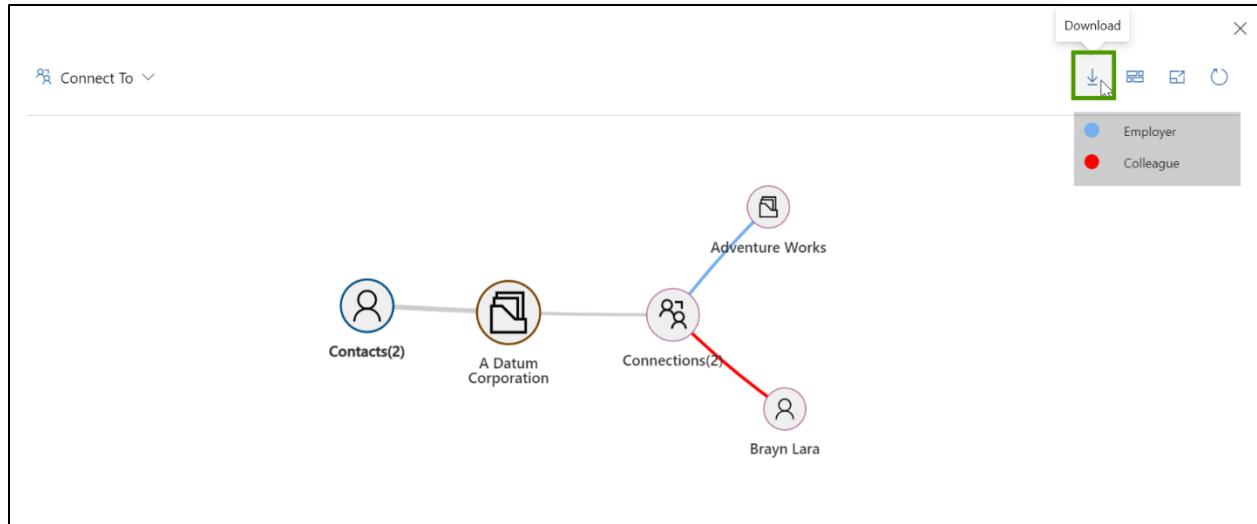 Download
Connect To
Employer
Colleague
Adventure Works
Contacts(2)
A Datum
Corporation
Connections(2)
Brayn Lara